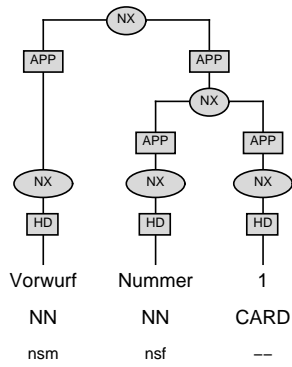 NX
APP APP
NX
APP APP
NX NX NX
HD HD HD
Vorwurf Nummer 1
NN NN CARD
nsm nsf −−